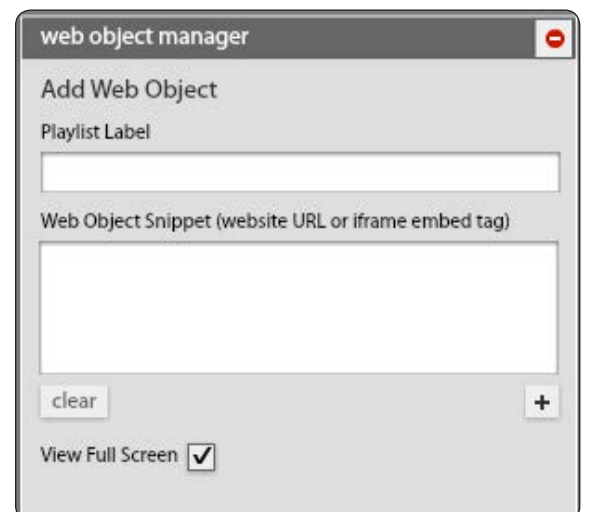 web object manager
Add Web Object
Playlist Label
Web Object Snippet (website URL or iframe embed tag)
clear
+
View Full Screen